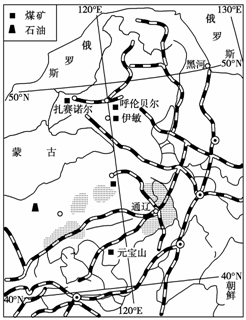 120°E
130°E
煤矿
石油
俄
罗
斯
俄
罗
斯
黑河
50°N
50°N
呼伦贝尔
扎赉诺尔
伊敏
蒙 古
通辽
元宝山
40°N
40°N
朝鲜
120°E